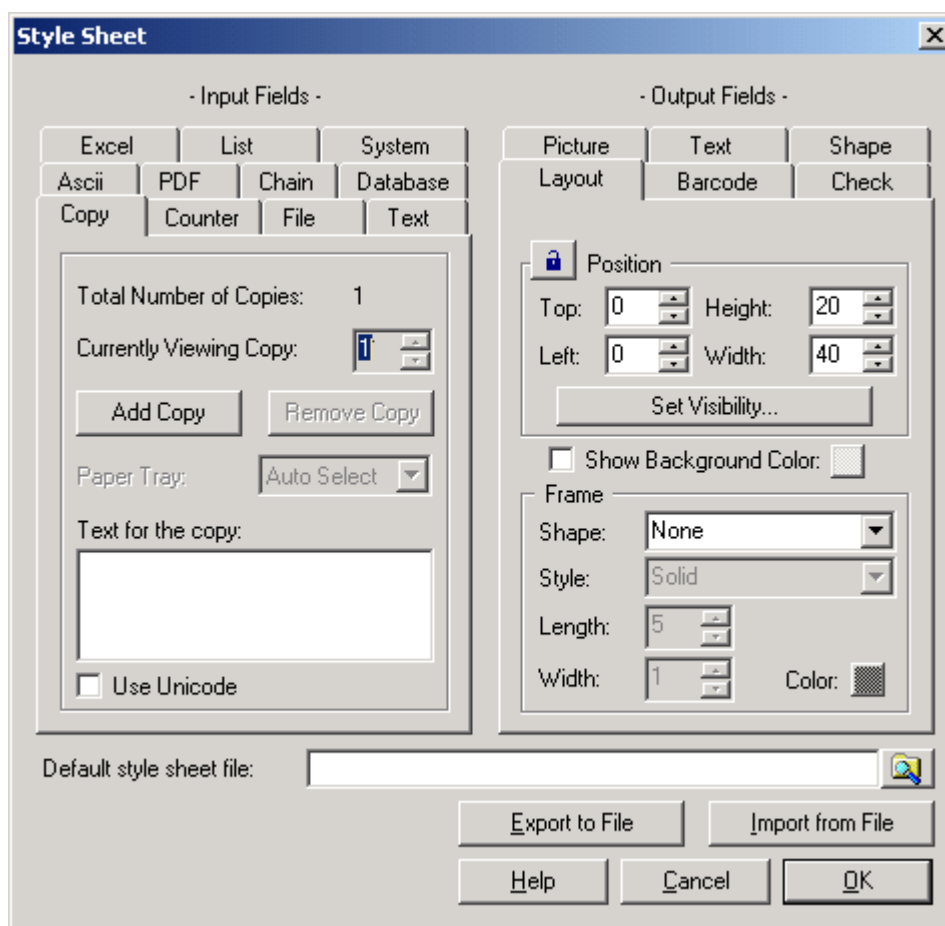 Style Sheet
- Input Fields -
Excel List System
Ascii PDF Chain Database
Copy Counter File Text
Total Number of Copies: 1
Currently Viewing Copy: 1
Add Copy Remove Copy
Paper Tray: Auto Select
Text for the copy:
Use Unicode
- Output Fields -
Picture Text Shape
Layout Barcode Check
Position
Top: 0 Height: 20
Left: 0 Width: 40
Set Visibility...
Show Background Color:
Frame
Shape: None
Style: Solid
Length: 5
Width: 1 Color:
Default style sheet file:
Export to File Import from File
Help Cancel OK